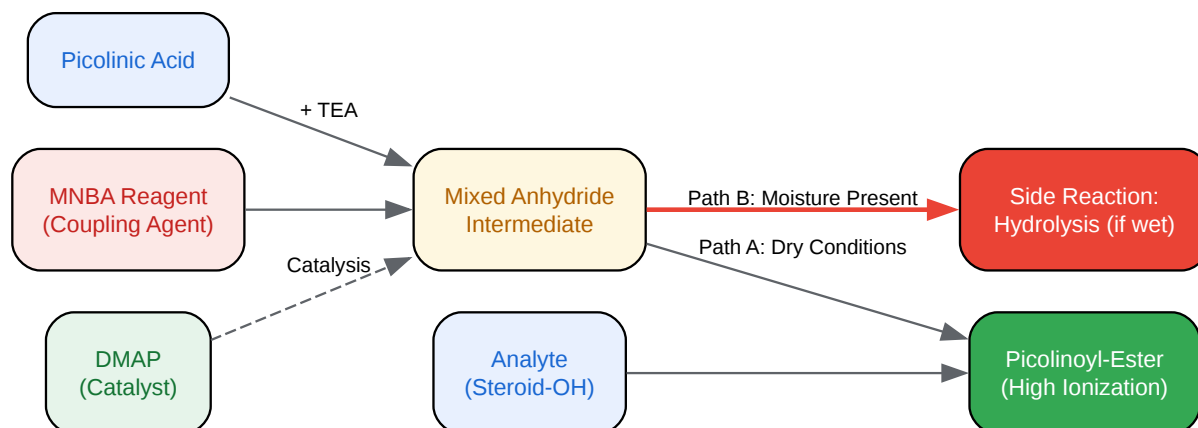 Picolinic Acid
+ TEA
MNBA Reagent
(Coupling Agent)
Mixed Anhydride
Intermediate
Path B: Moisture Present
Side Reaction:
Hydrolysis (if wet)
Path A: Dry Conditions
Catalysis
DMAP
(Catalyst)
Analyte
(Steroid-OH)
Picolinoyl-Ester
(High Ionization)